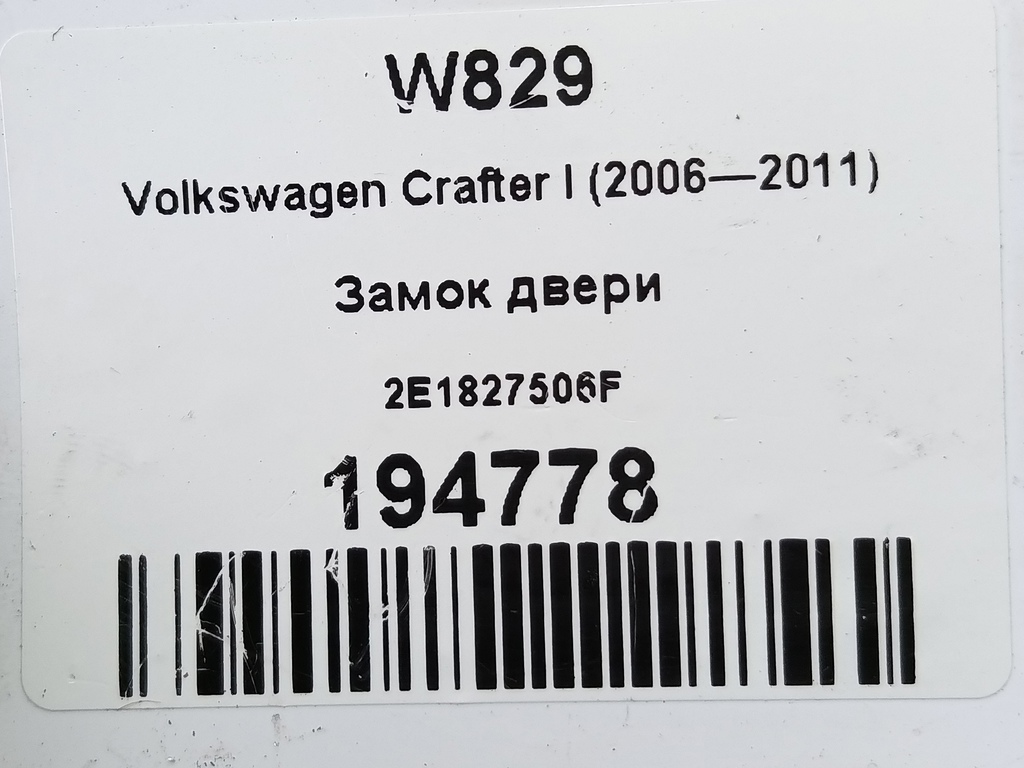 W829
Volkswagen Crafter I (2006—2011)
Замок двери
2E1827506F
194778